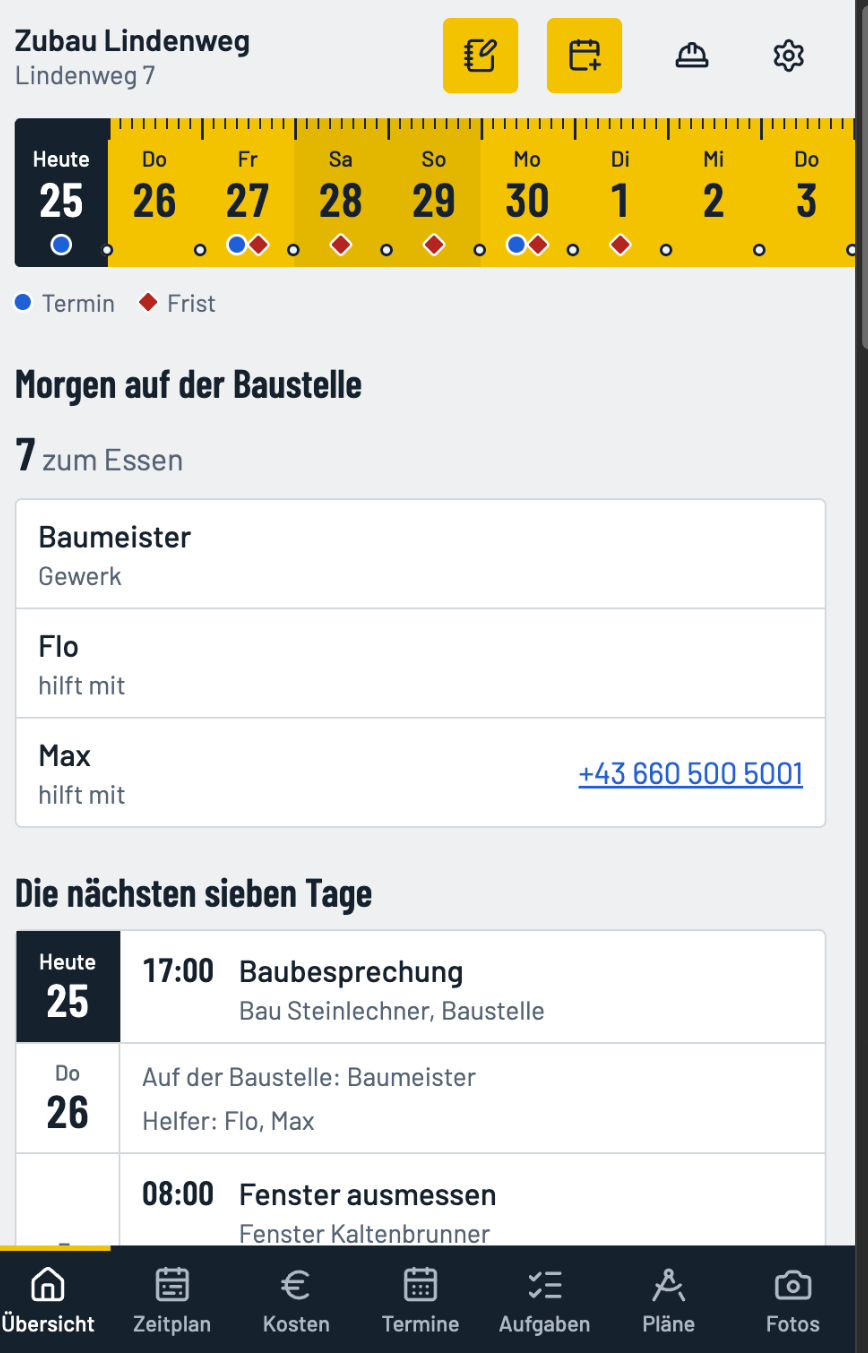 Zubau Lindenweg
Lindenweg 7
Heute Do Fr Sa So Mo Di Mi Do
25 26 27 28 29 30 1 2 3
Termin Frist
Morgen auf der Baustelle
7 zum Essen
Baumeister
Gewerk
Flo
hilft mit
Max
hilft mit
+43 660 500 5001
Die nächsten sieben Tage
Heute
25
17:00 Baubesprechung
Bau Steinlechner, Baustelle
Do
26
Auf der Baustelle: Baumeister
Helfer: Flo, Max
08:00 Fenster ausmessen
Fenster Kaltenbrunner
Übersicht Zeitplan Kosten Termine Aufgaben Pläne Fotos